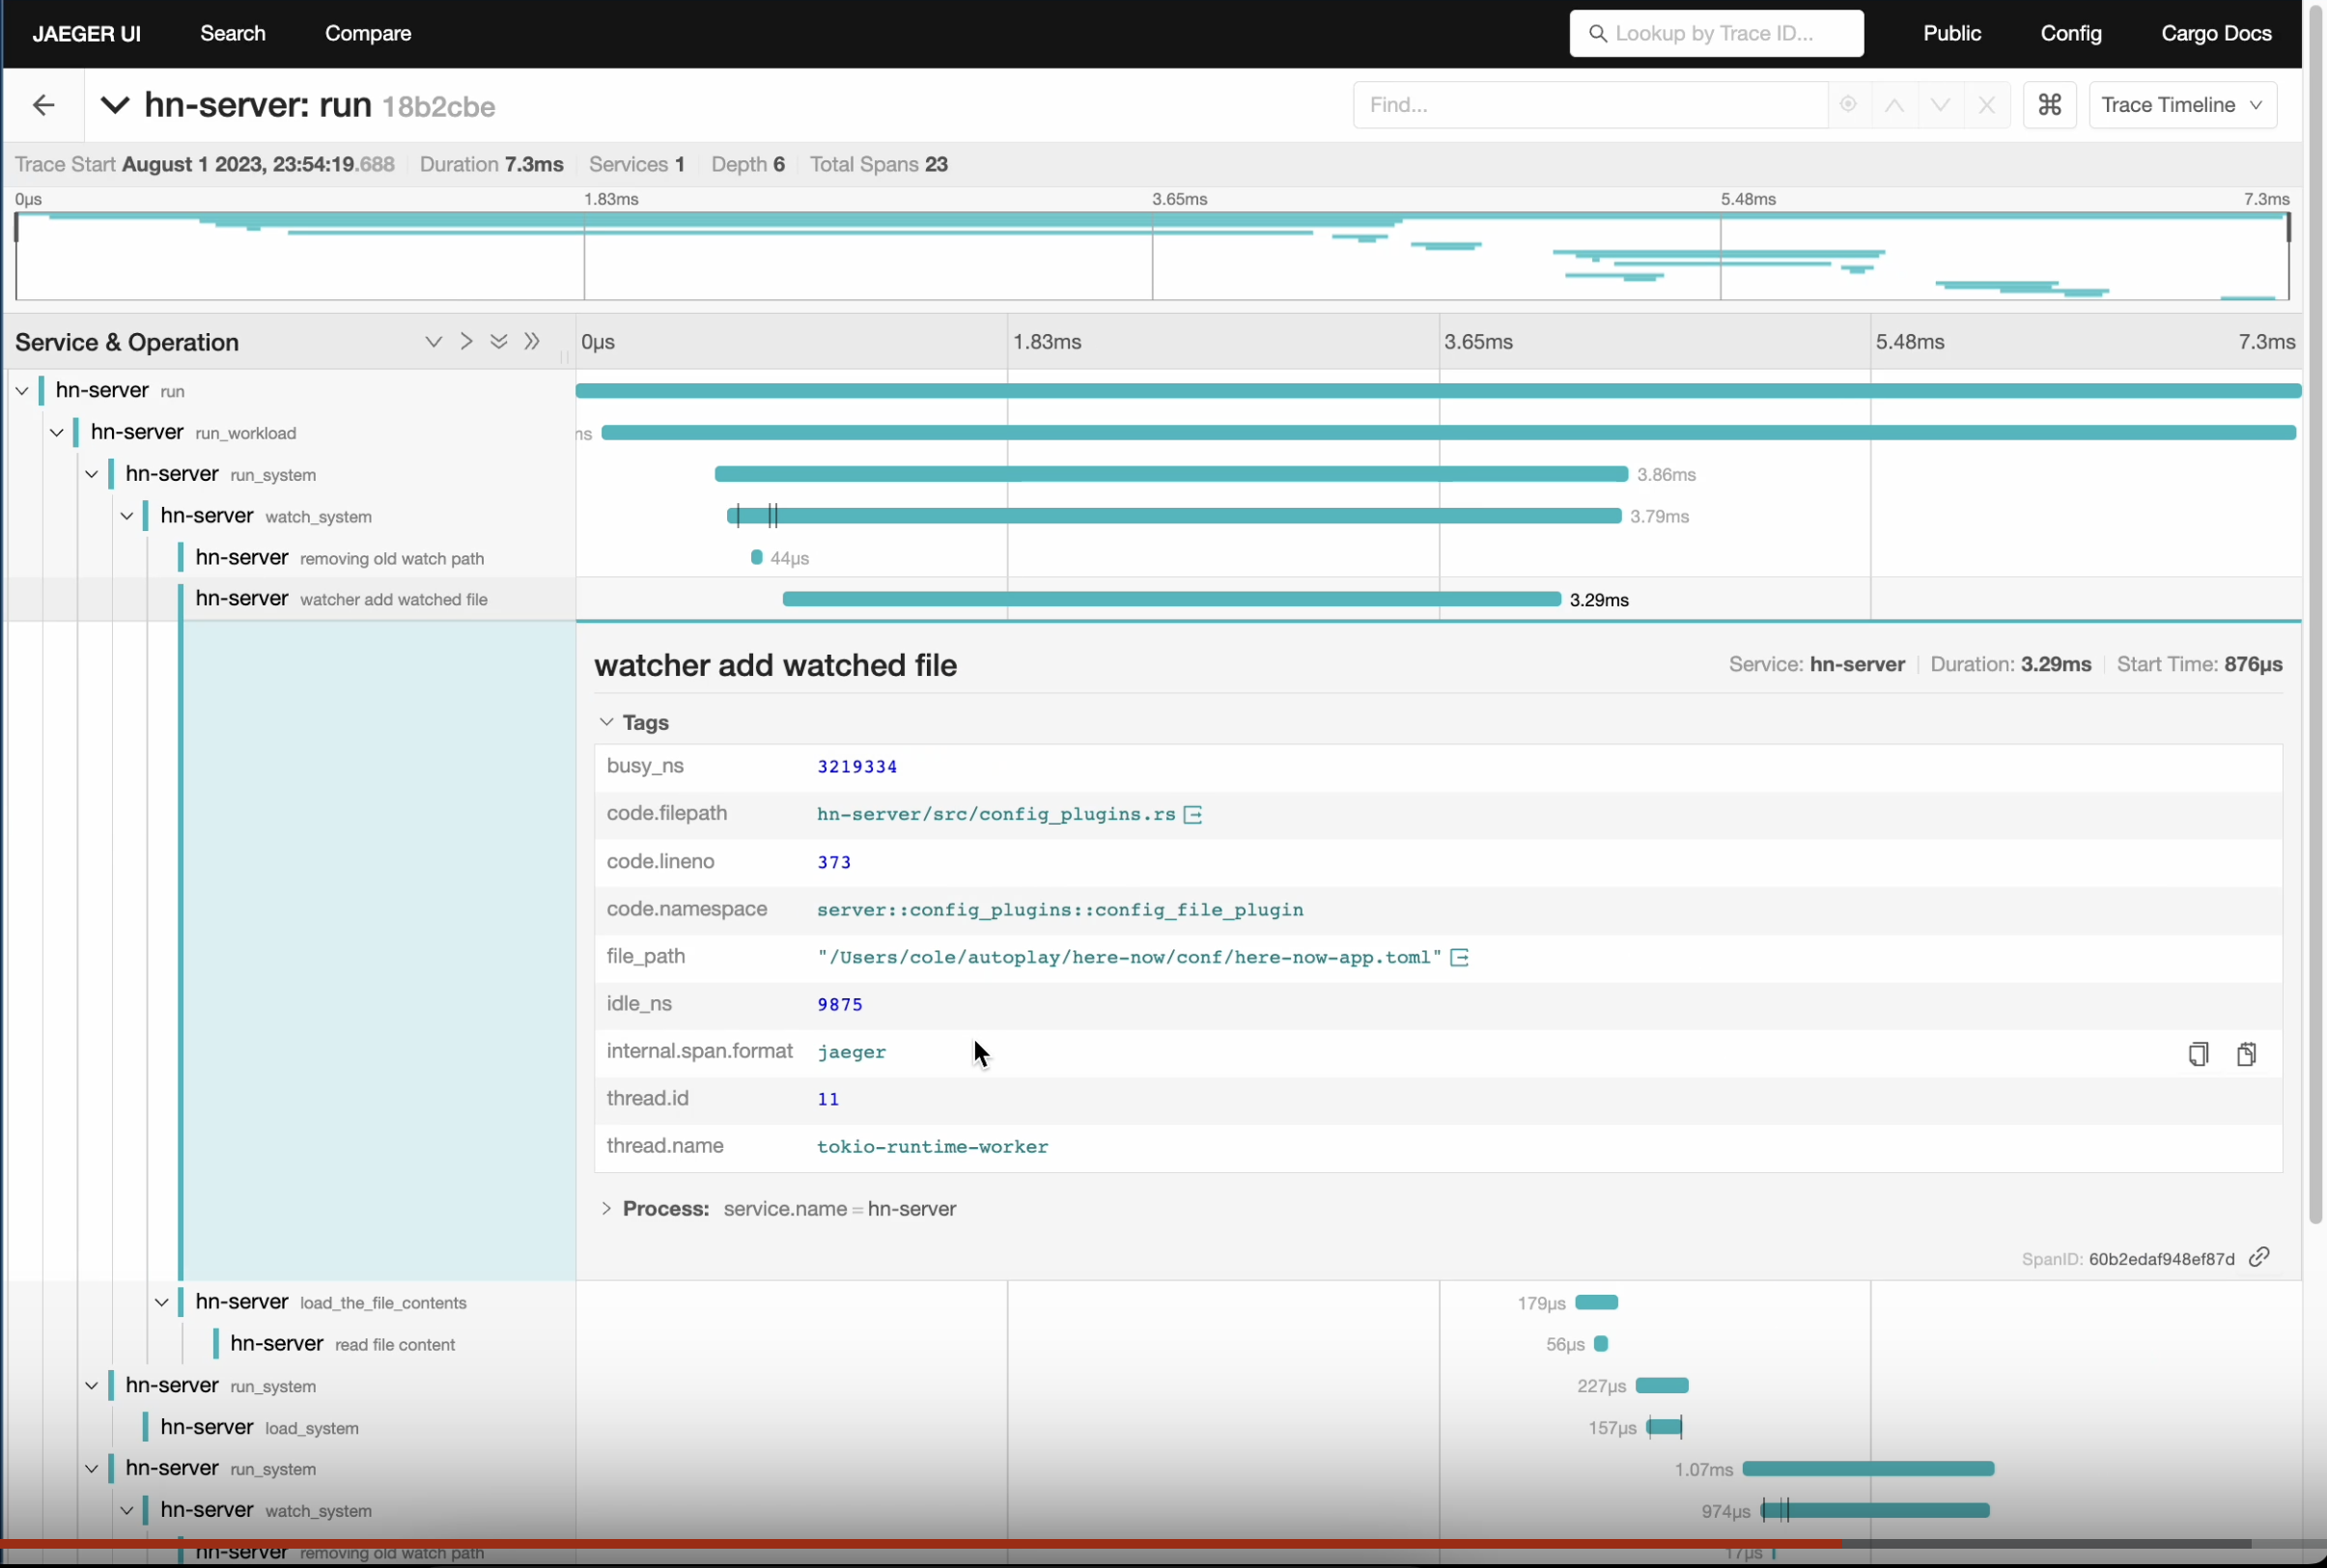 JAEGER UI Search Compare Lookup by Trace ID... Public Config Cargo Docs
hn-server: run 18b2cbe Find... ⌘ Trace Timeline
Trace Start August 1 2023, 23:54:19.688 Duration 7.3ms Services 1 Depth 6 Total Spans 23
0μs 1.83ms 3.65ms 5.48ms 7.3ms
Service & Operation 0μs 1.83ms 3.65ms 5.48ms 7.3ms
hn-server run
hn-server run_workload ns
hn-server run_system 3.86ms
hn-server watch_system 3.79ms
hn-server removing old watch path 44μs
hn-server watcher add watched file 3.29ms
watcher add watched file Service: hn-server Duration: 3.29ms Start Time: 876μs
Tags
busy_ns 3219334
code.filepath hn-server/src/config_plugins.rs
code.lineno 373
code.namespace server::config_plugins::config_file_plugin
file_path "/Users/cole/autoplay/here-now/conf/here-now-app.toml"
idle_ns 9875
internal.span.format jaeger
thread.id 11
thread.name tokio-runtime-worker
Process: service.name = hn-server
SpanID: 60b2edaf948ef87d
hn-server load_the_file_contents 179μs
hn-server read file content 56μs
hn-server run_system 227μs
hn-server load_system 157μs
hn-server run_system 1.07ms
hn-server watch_system 974μs
hn-server removing old watch path 17μs